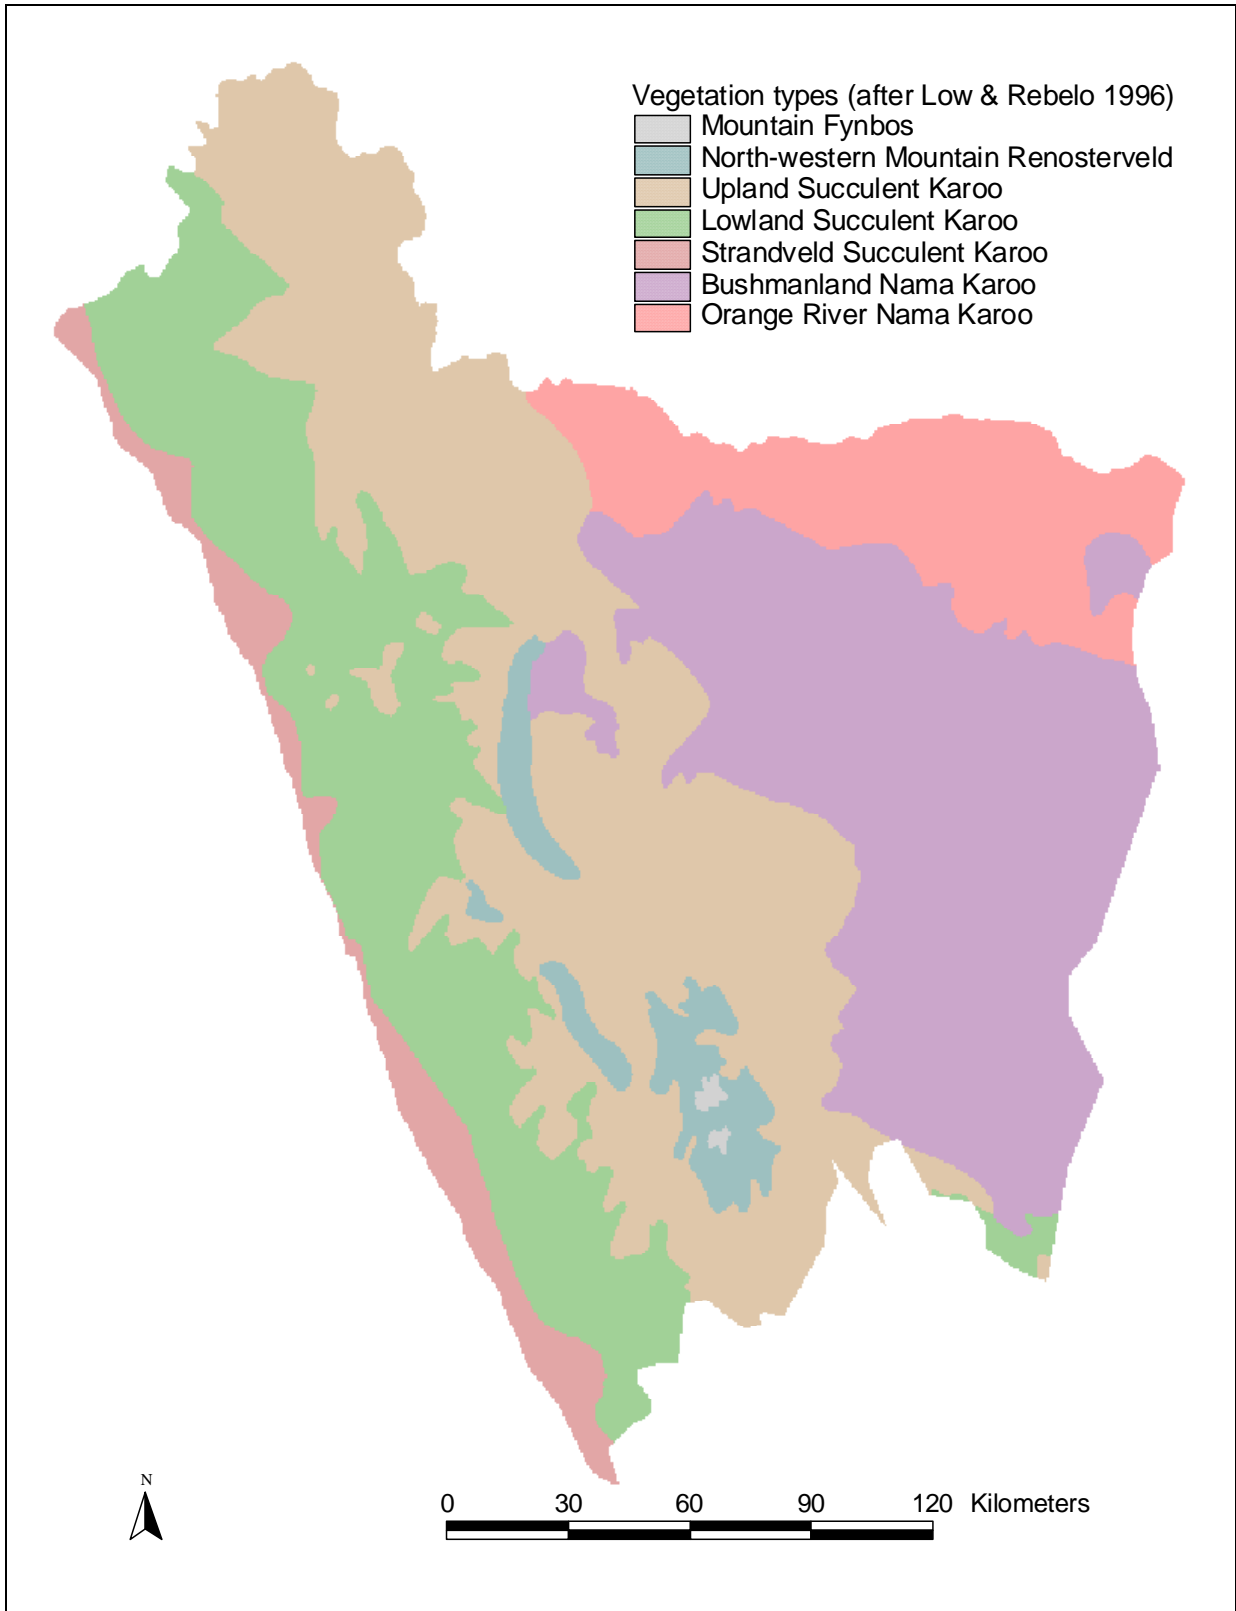 Vegetation types (after Low & Rebelo 1996)
Mountain Fynbos
North-western Mountain Renosterveld
Upland Succulent Karoo
Lowland Succulent Karoo
Strandveld Succulent Karoo
Bushmanland Nama Karoo
Orange River Nama Karoo
N
0 30 60 90 120 Kilometers